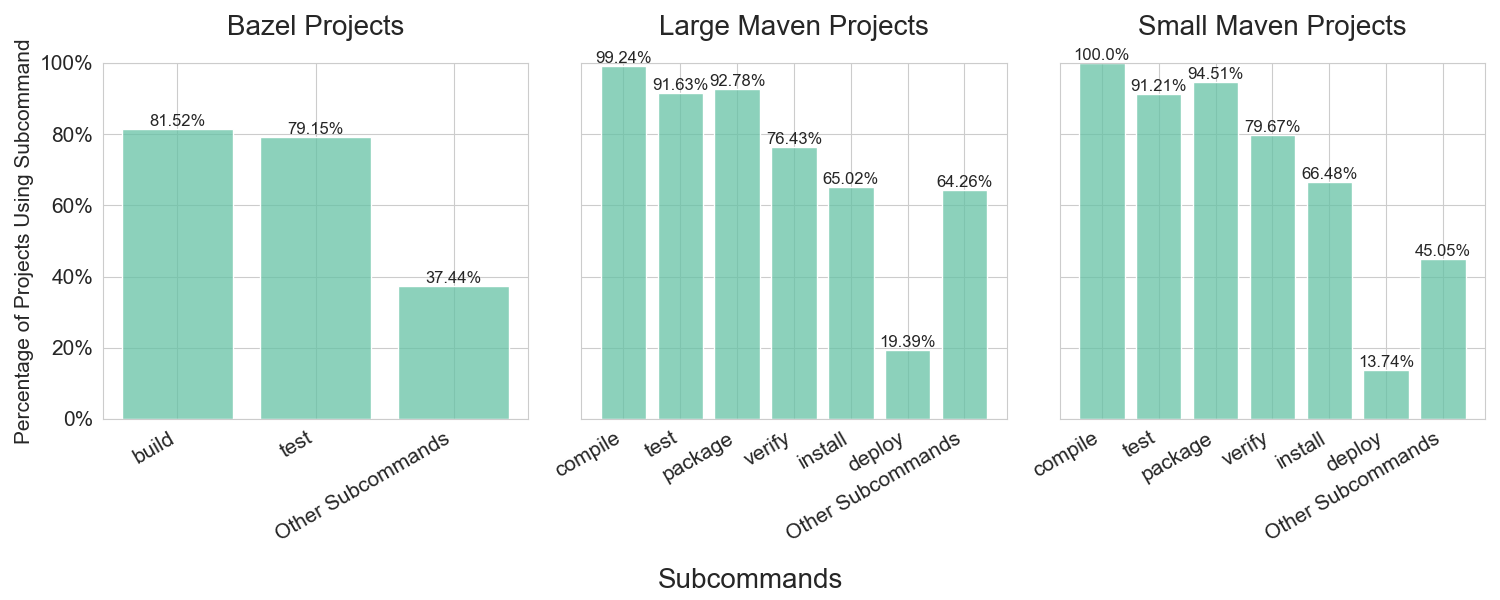 Bazel Projects
Large Maven Projects
Small Maven Projects
Percentage of Projects Using Subcommand
100%
80%
60%
40%
20%
0%
81.52%
79.15%
37.44%
build
test
Other Subcommands
99.24%
91.63%
92.78%
76.43%
65.02%
19.39%
64.26%
compile
test
package
verify
install
deploy
Other Subcommands
100.0%
91.21%
94.51%
79.67%
66.48%
13.74%
45.05%
compile
test
package
verify
install
deploy
Other Subcommands
Subcommands